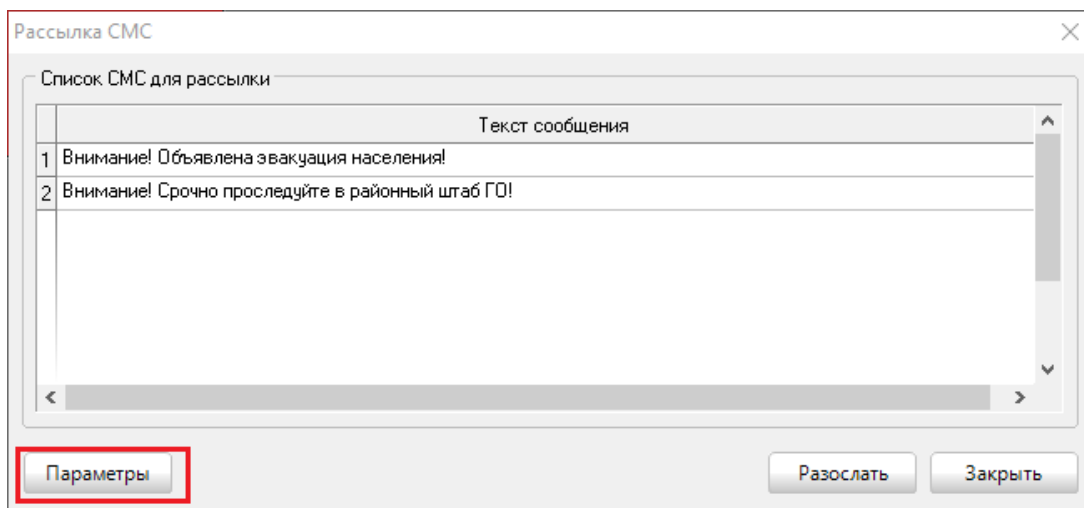 Рассылка СМС
Список СМС для рассылки
Текст сообщения
1 Внимание! Объявлена эвакуация населения!
2 Внимание! Срочно проследуйте в районный штаб ГО!
Параметры Разослать Закрыть